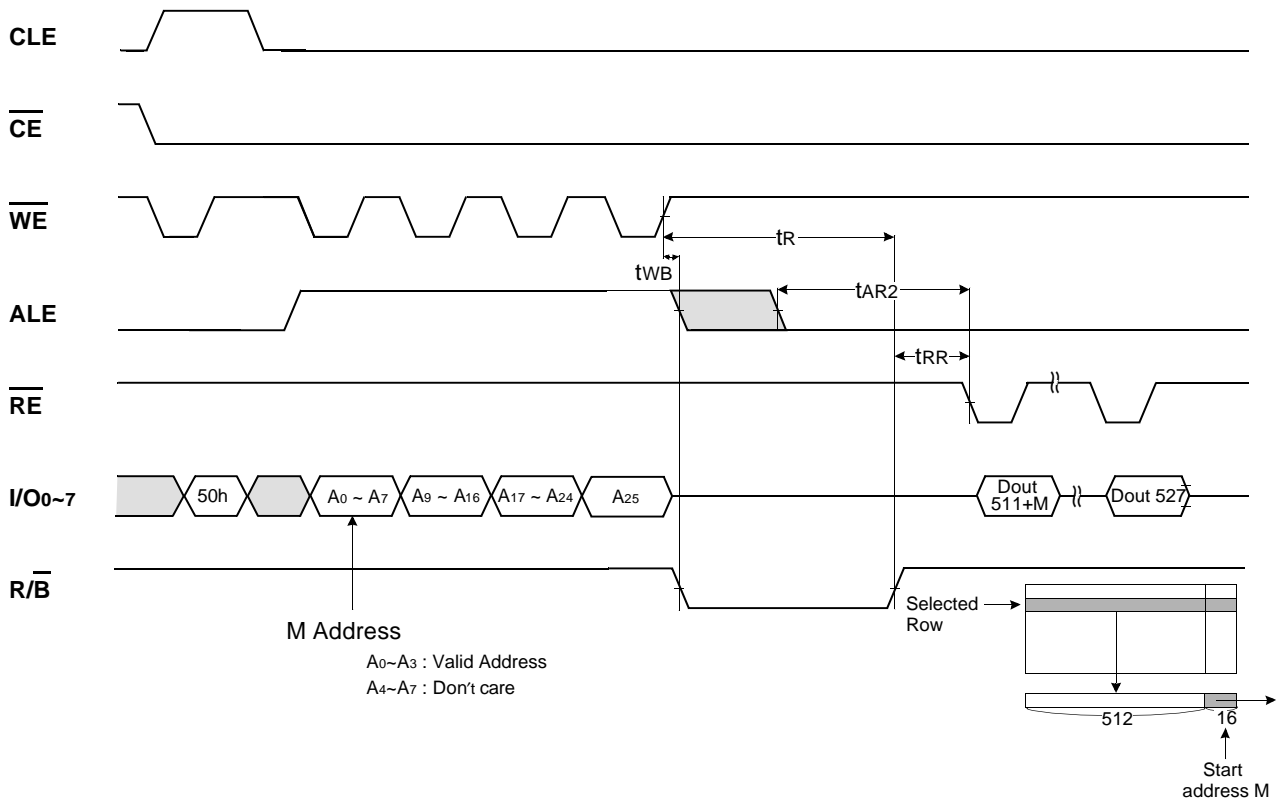 CLE
CE
WE
tR
tWB
ALE
tAR2
tRR
RE
I/O0~7
50h
A0 ~ A7
A9 ~ A16
A17 ~ A24
A25
Dout
511+M
Dout 527
R/B
M Address
A0~A3 : Valid Address
A4~A7 : Don't care
Selected
Row
512
16
Start
address M